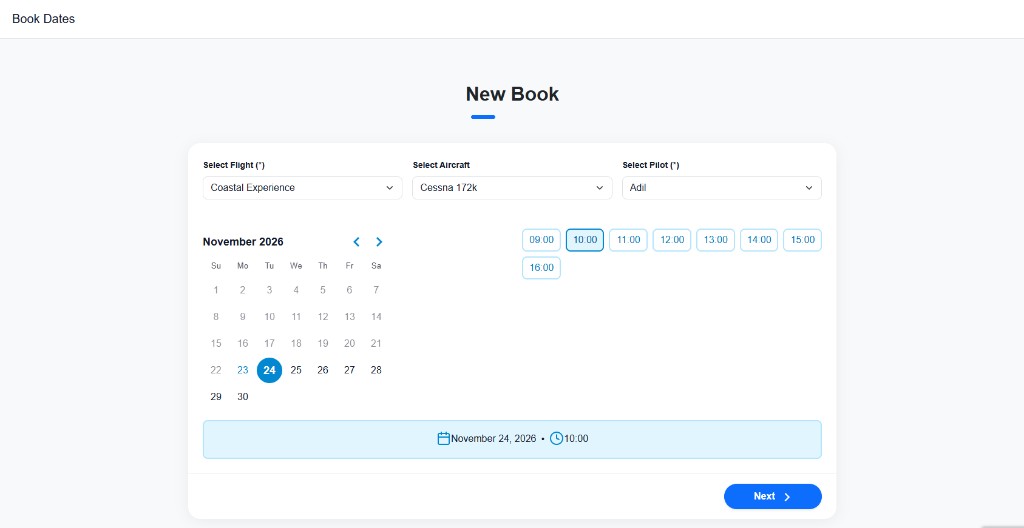 Book Dates
New Book
Select Flight (*) Select Aircraft Select Pilot (*)
Coastal Experience Cessna 172k Adil
November 2026
09:00 10:00 11:00 12:00 13:00 14:00 15:00
16:00
Su Mo Tu We Th Fr Sa
1 2 3 4 5 6 7
8 9 10 11 12 13 14
15 16 17 18 19 20 21
22 23 24 25 26 27 28
29 30
November 24, 2026 • 10:00
Next